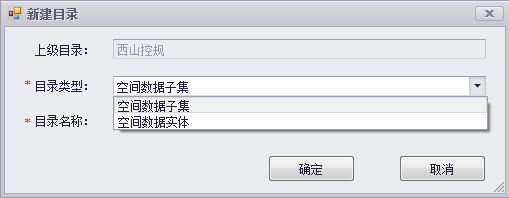 新建目录
上级目录： 西山控规
* 目录类型： 空间数据子集
空间数据子集
* 目录名称： 空间数据实体
确定 取消